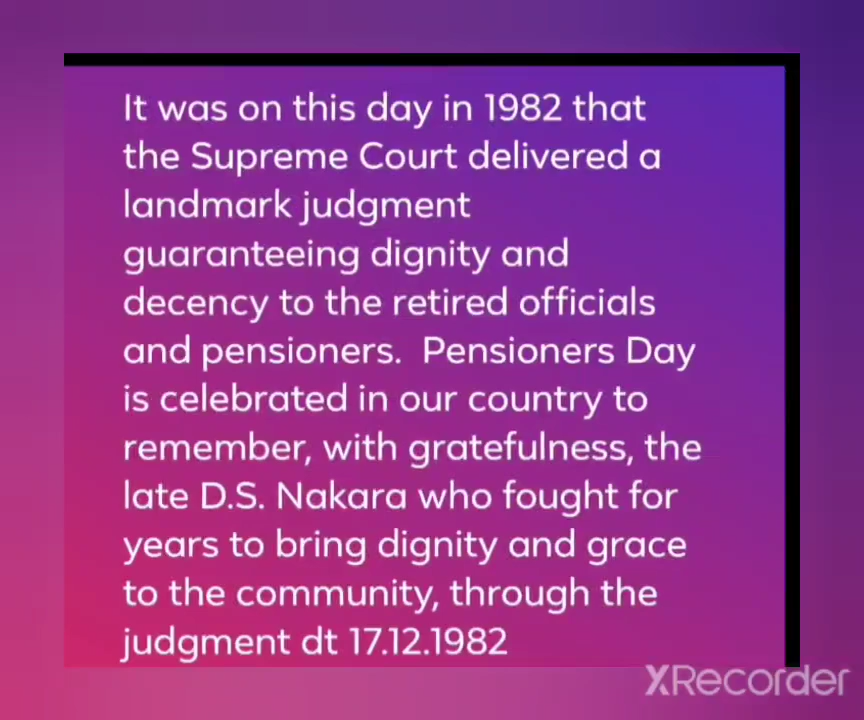 It was on this day in 1982 that
the Supreme Court delivered a
landmark judgment
guaranteeing dignity and
decency to the retired officials
and pensioners.  Pensioners Day
is celebrated in our country to
remember, with gratefulness, the
late D.S. Nakara who fought for
years to bring dignity and grace
to the community, through the
judgment dt 17.12.1982
XRecorder